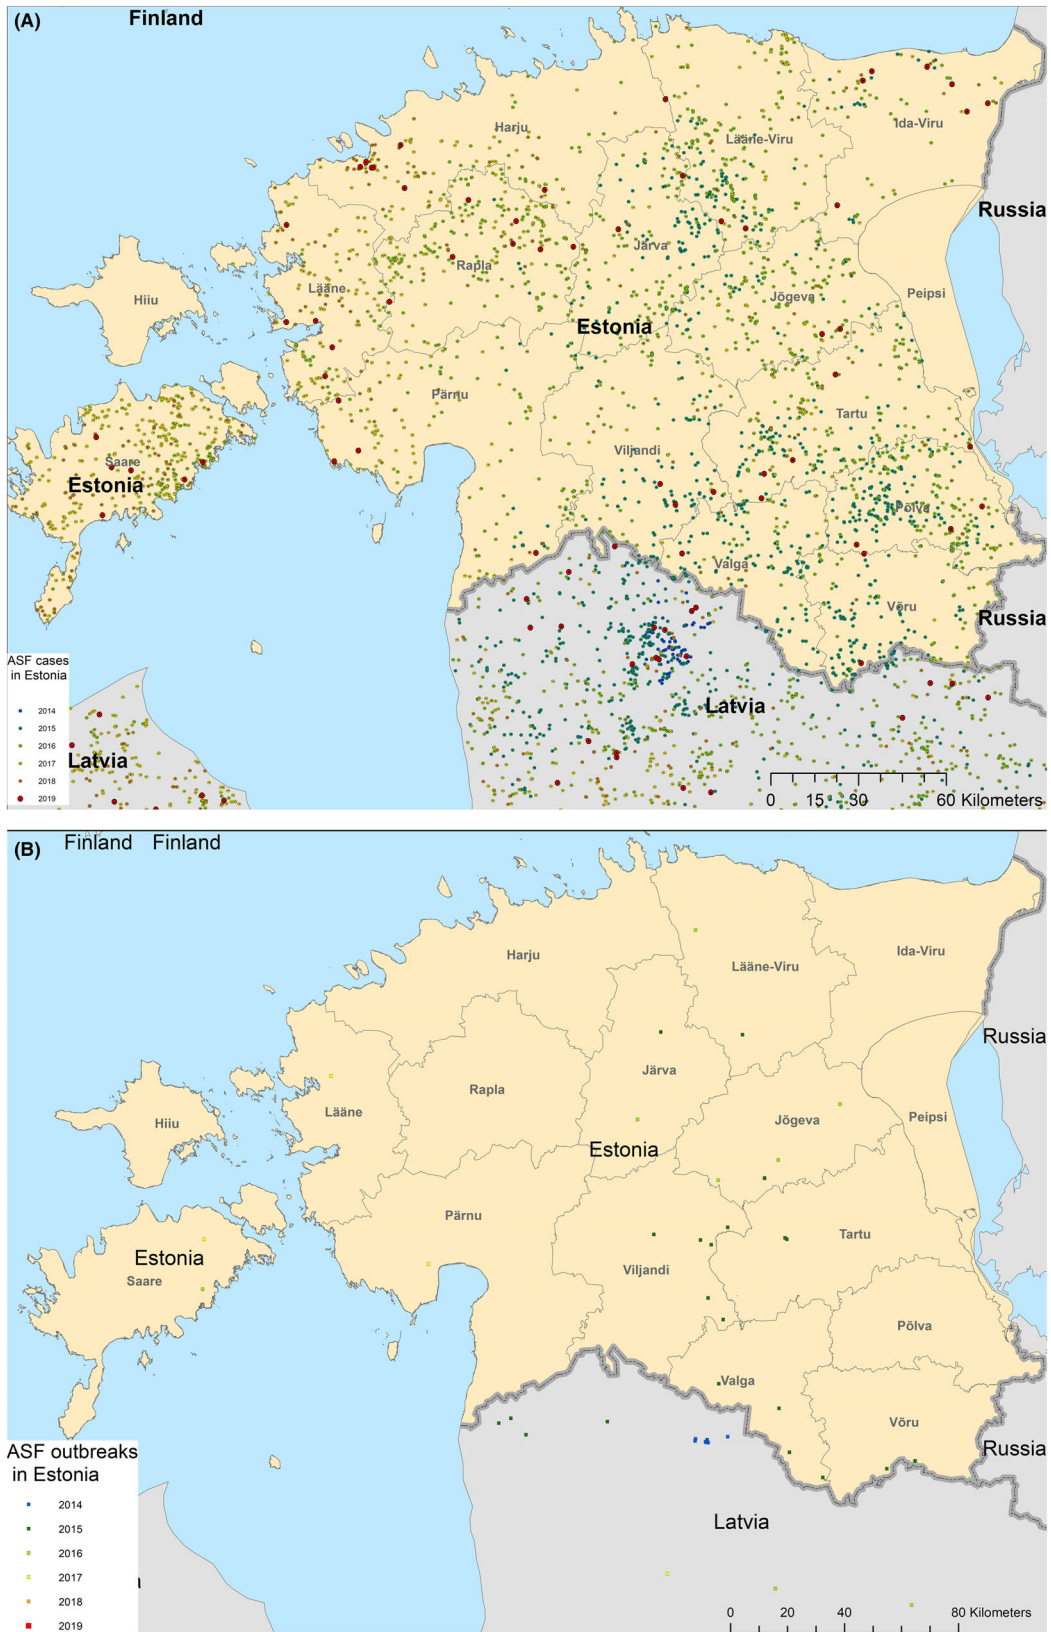 (A)
Finland
Harju
Lääne-Viru
Ida-Viru
Russia
Järva
Rapla
Lääne
Hiiu
Jõgeva
Peipsi
Estonia
Pärnu
Tartu
Viljandi
Saare
Estonia
Põlva
Valga
Võru
Russia
ASF cases
in Estonia
2014
2015
2016
2017
2018
2019
Latvia
Latvia
0 15 30 60 Kilometers
(B)
Finland Finland
Harju
Lääne-Viru
Ida-Viru
Russia
Järva
Rapla
Lääne
Hiiu
Jõgeva
Peipsi
Estonia
Pärnu
Tartu
Estonia
Saare
Viljandi
Põlva
Valga
Võru
Russia
ASF outbreaks
in Estonia
2014
2015
2016
2017
2018
2019
Latvia
0 20 40 80 Kilometers